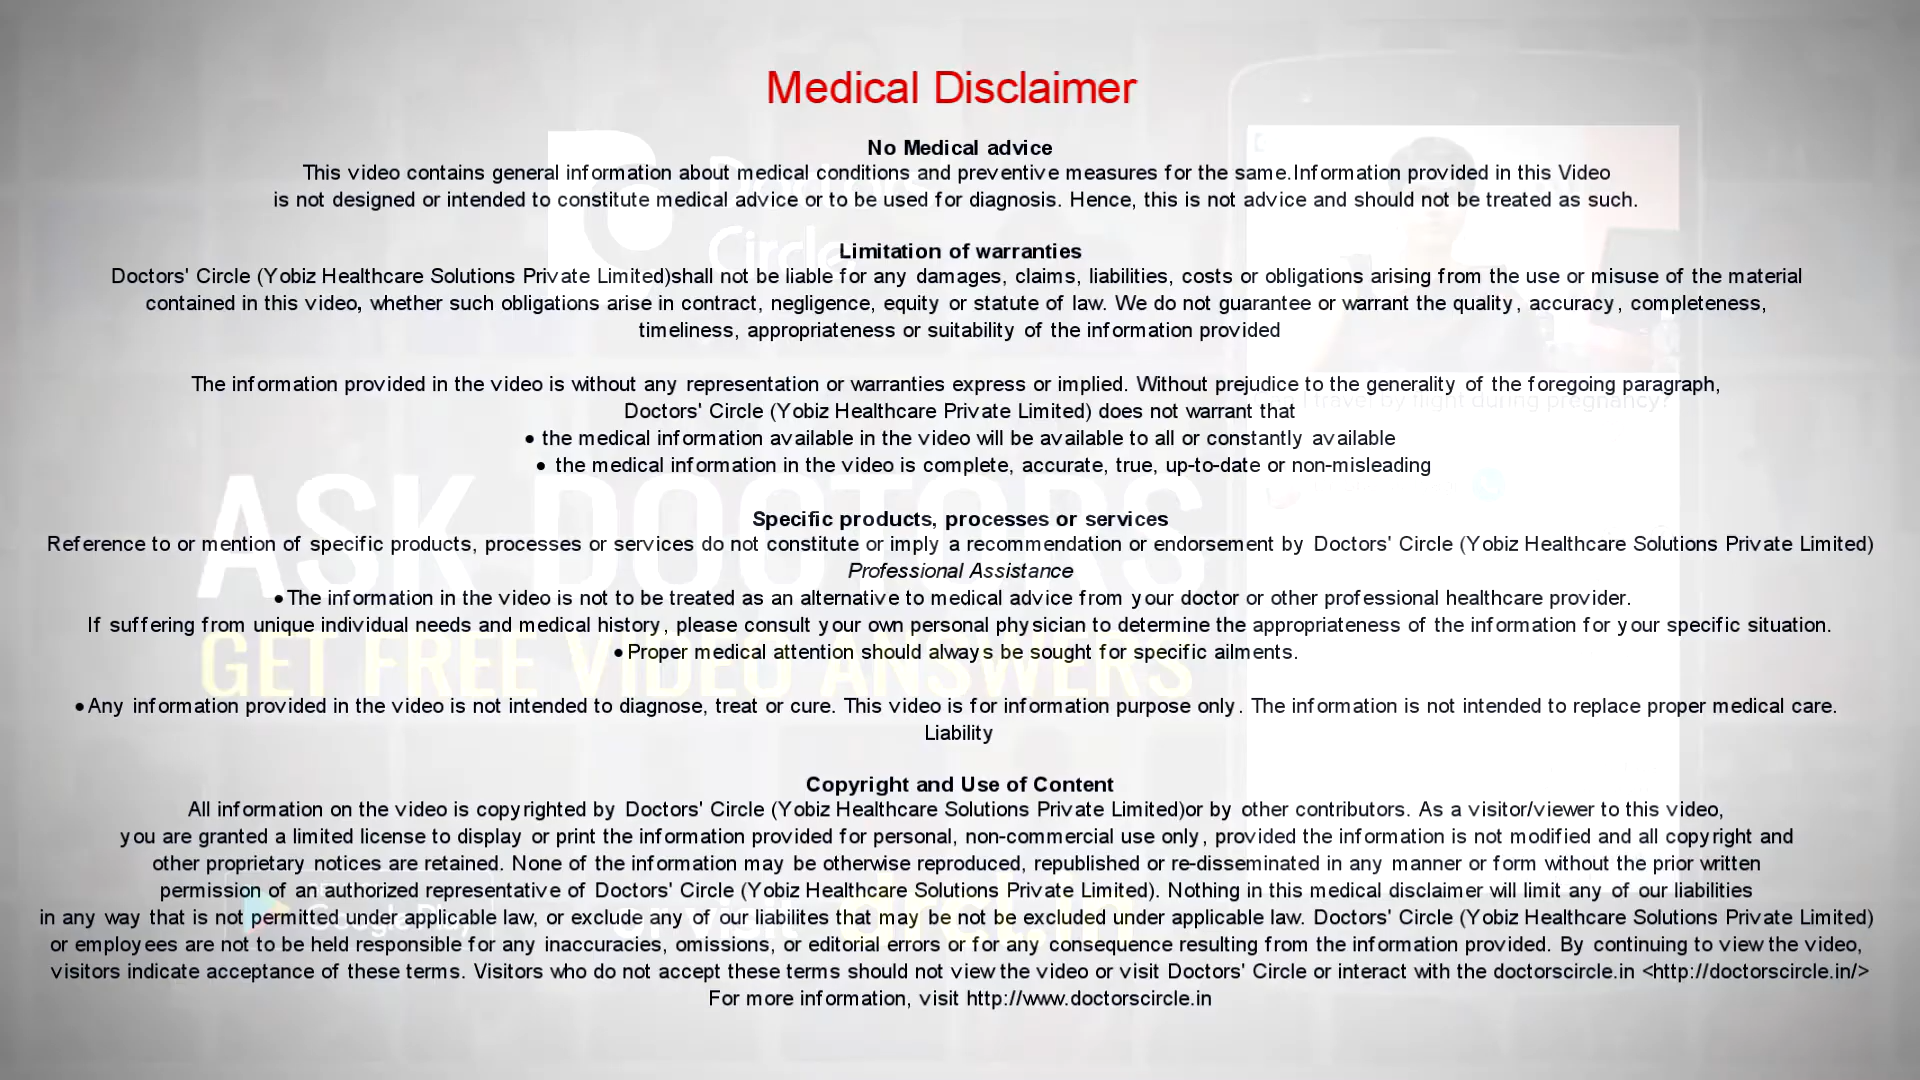 Medical Disclaimer
No Medical advice
This video contains general information about medical conditions and preventive measures for the same.Information provided in this Video
is not designed or intended to constitute medical advice or to be used for diagnosis. Hence, this is not advice and should not be treated as such.
Limitation of warranties
Doctors' Circle (Yobiz Healthcare Solutions Private Limited)shall not be liable for any damages, claims, liabilities, costs or obligations arising from the use or misuse of the material
contained in this video, whether such obligations arise in contract, negligence, equity or statute of law. We do not guarantee or warrant the quality, accuracy, completeness,
timeliness, appropriateness or suitability of the information provided
The information provided in the video is without any representation or warranties express or implied. Without prejudice to the generality of the foregoing paragraph,
Doctors' Circle (Yobiz Healthcare Private Limited) does not warrant that
• the medical information available in the video will be available to all or constantly available
• the medical information in the video is complete, accurate, true, up-to-date or non-misleading
Specific products, processes or services
Reference to or mention of specific products, processes or services do not constitute or imply a recommendation or endorsement by Doctors' Circle (Yobiz Healthcare Solutions Private Limited)
Professional Assistance
•The information in the video is not to be treated as an alternative to medical advice from your doctor or other professional healthcare provider.
If suffering from unique individual needs and medical history, please consult your own personal physician to determine the appropriateness of the information for your specific situation.
•Proper medical attention should always be sought for specific ailments.
•Any information provided in the video is not intended to diagnose, treat or cure. This video is for information purpose only. The information is not intended to replace proper medical care.
Liability
Copyright and Use of Content
All information on the video is copyrighted by Doctors' Circle (Yobiz Healthcare Solutions Private Limited)or by other contributors. As a visitor/viewer to this video,
you are granted a limited license to display or print the information provided for personal, non-commercial use only, provided the information is not modified and all copyright and
other proprietary notices are retained. None of the information may be otherwise reproduced, republished or re-disseminated in any manner or form without the prior written
permission of an authorized representative of Doctors' Circle (Yobiz Healthcare Solutions Private Limited). Nothing in this medical disclaimer will limit any of our liabilities
in any way that is not permitted under applicable law, or exclude any of our liabilites that may be not be excluded under applicable law. Doctors' Circle (Yobiz Healthcare Solutions Private Limited)
or employees are not to be held responsible for any inaccuracies, omissions, or editorial errors or for any consequence resulting from the information provided. By continuing to view the video,
visitors indicate acceptance of these terms. Visitors who do not accept these terms should not view the video or visit Doctors' Circle or interact with the doctorscircle.in <http://doctorscircle.in/>
For more information, visit http://www.doctorscircle.in
Doctors
Circle
Can I travel by flight during pregnancy?
ASK DOCTORS
GET FREE VIDEO ANSWERS
Google Play
or visit drcl.in